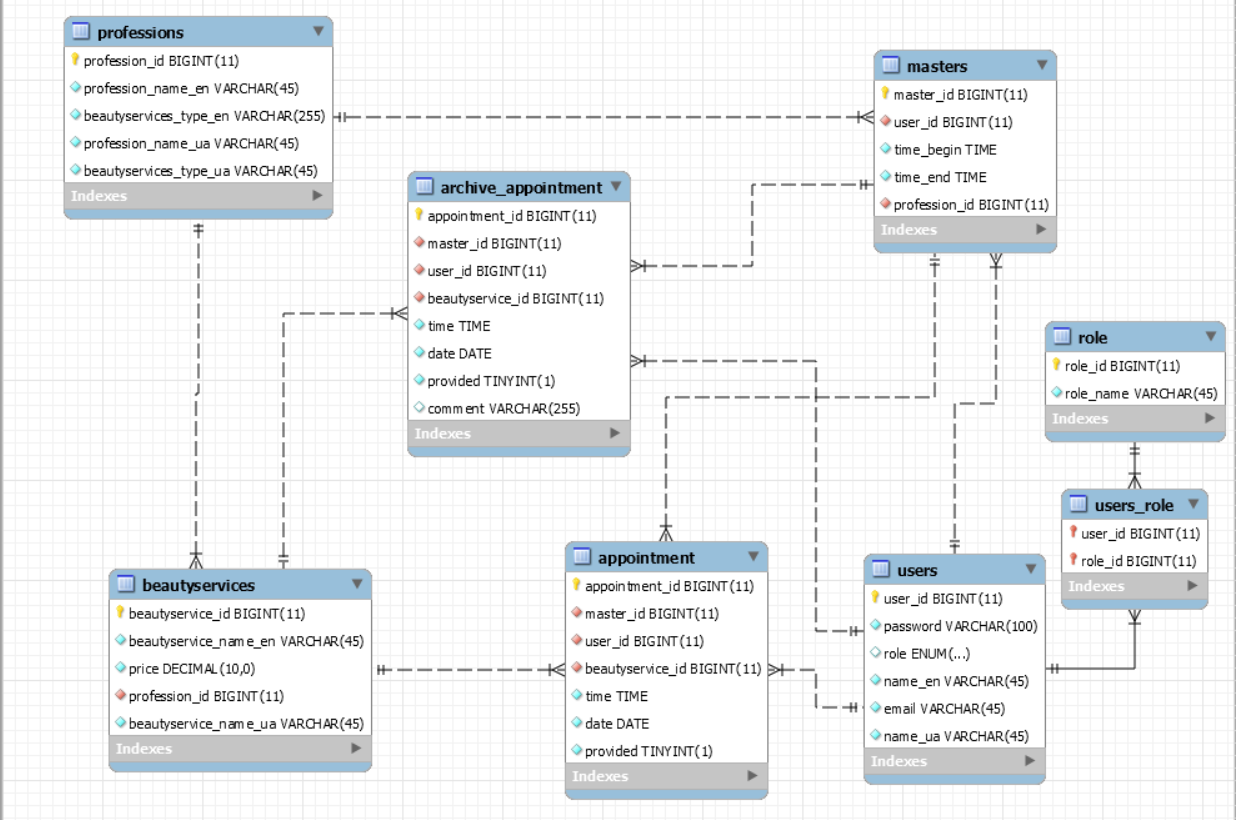 professions
profession_id BIGINT(11)
profession_name_en VARCHAR(45)
beautyservices_type_en VARCHAR(255)
profession_name_ua VARCHAR(45)
beautyservices_type_ua VARCHAR(45)
Indexes
masters
master_id BIGINT(11)
user_id BIGINT(11)
time_begin TIME
time_end TIME
profession_id BIGINT(11)
Indexes
archive_appointment
appointment_id BIGINT(11)
master_id BIGINT(11)
user_id BIGINT(11)
beautyservice_id BIGINT(11)
time TIME
date DATE
provided TINYINT(1)
comment VARCHAR(255)
Indexes
role
role_id BIGINT(11)
role_name VARCHAR(45)
Indexes
users_role
user_id BIGINT(11)
role_id BIGINT(11)
Indexes
beautyservices
beautyservice_id BIGINT(11)
beautyservice_name_en VARCHAR(45)
price DECIMAL(10,0)
profession_id BIGINT(11)
beautyservice_name_ua VARCHAR(45)
Indexes
appointment
appointment_id BIGINT(11)
master_id BIGINT(11)
user_id BIGINT(11)
beautyservice_id BIGINT(11)
time TIME
date DATE
provided TINYINT(1)
Indexes
users
user_id BIGINT(11)
password VARCHAR(100)
role ENUM(...)
name_en VARCHAR(45)
email VARCHAR(45)
name_ua VARCHAR(45)
Indexes